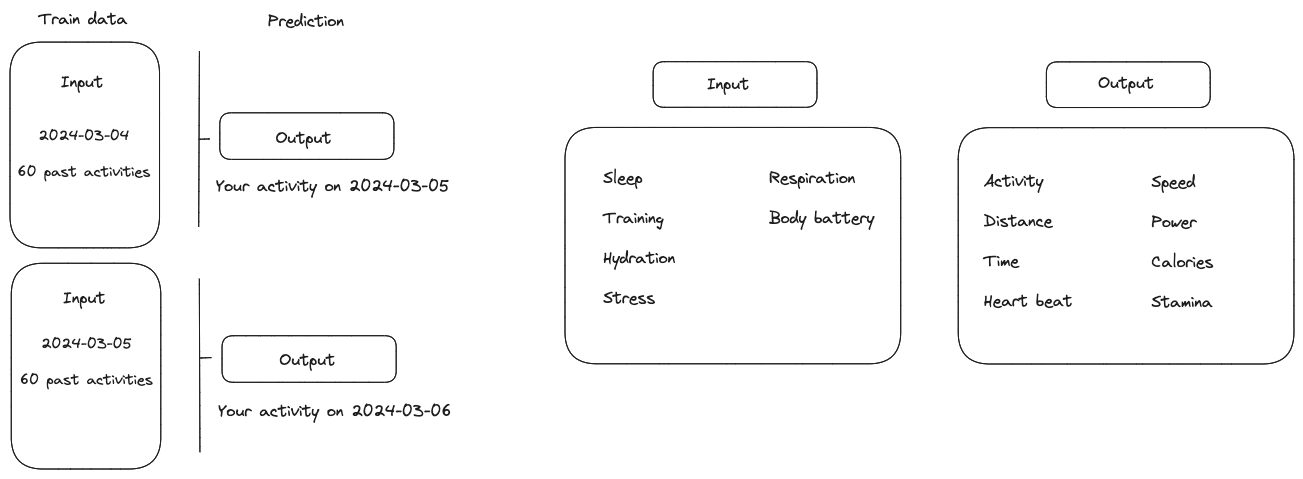 Train data
Prediction
Input
2024-03-04
60 past activities
Output
Your activity on 2024-03-05
Input
2024-03-05
60 past activities
Output
Your activity on 2024-03-06
Input
Sleep
Training
Hydration
Stress
Respiration
Body battery
Output
Activity
Distance
Time
Heart beat
Speed
Power
Calories
Stamina